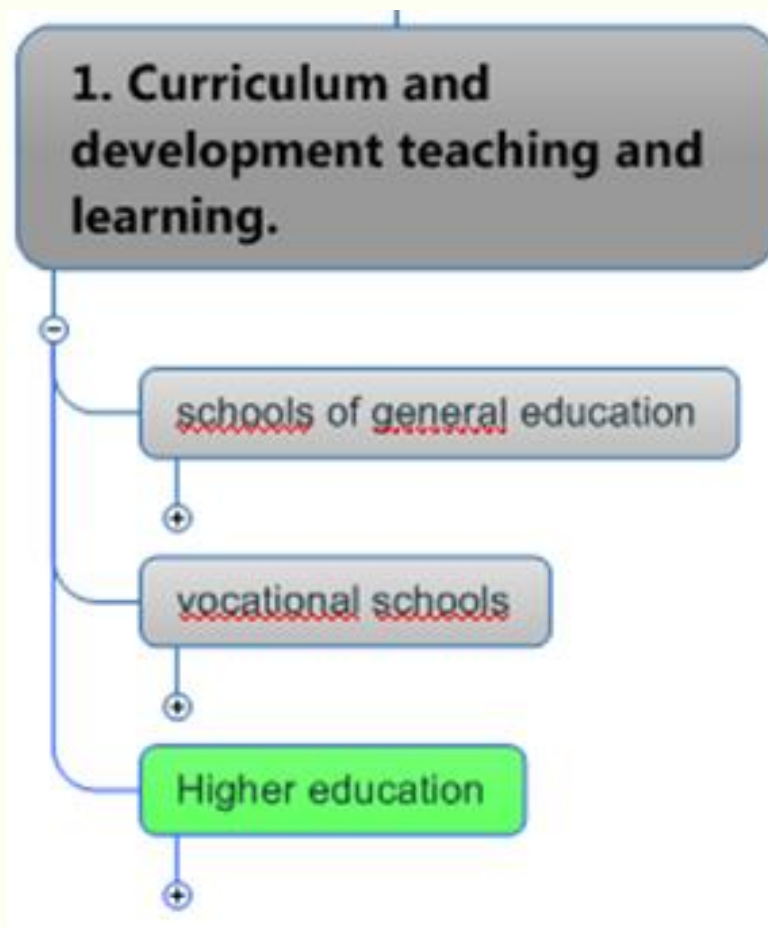 1. Curriculum and
development teaching and
learning.
schools of general education
vocational schools
Higher education